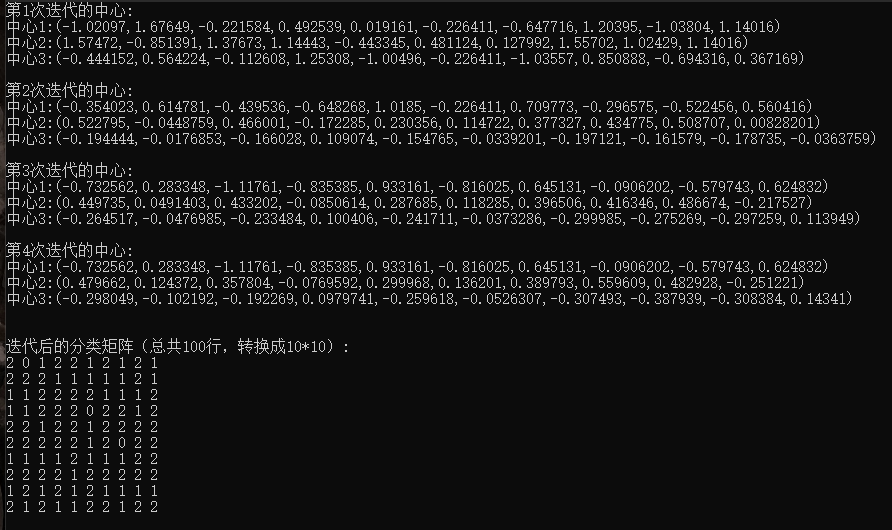 第1次迭代的中心:
中心1:(-1.02097,1.67649,-0.221584,0.492539,0.019161,-0.226411,-0.647716,1.20395,-1.03804,1.14016)
中心2:(1.57472,-0.851391,1.37673,1.14443,-0.443345,0.481124,0.127992,1.55702,1.02429,1.14016)
中心3:(-0.444152,0.564224,-0.112608,1.25308,-1.00496,-0.226411,-1.03557,0.850888,-0.694316,0.367169)
第2次迭代的中心:
中心1:(-0.354023,0.614781,-0.439536,-0.648268,1.0185,-0.226411,0.709773,-0.296575,-0.522456,0.560416)
中心2:(0.522795,-0.0448759,0.466001,-0.172285,0.230356,0.114722,0.377327,0.434775,0.508707,0.00828201)
中心3:(-0.194444,-0.0176853,-0.166028,0.109074,-0.154765,-0.0339201,-0.197121,-0.161579,-0.178735,-0.0363759)
第3次迭代的中心:
中心1:(-0.732562,0.283348,-1.11761,-0.835385,0.933161,-0.816025,0.645131,-0.0906202,-0.579743,0.624832)
中心2:(0.449735,0.0491403,0.433202,-0.0850614,0.287685,0.118285,0.396506,0.416346,0.486674,-0.217527)
中心3:(-0.264517,-0.0476985,-0.233484,0.100406,-0.241711,-0.0373286,-0.299985,-0.275269,-0.297259,0.113949)
第4次迭代的中心:
中心1:(-0.732562,0.283348,-1.11761,-0.835385,0.933161,-0.816025,0.645131,-0.0906202,-0.579743,0.624832)
中心2:(0.479662,0.124372,0.357804,-0.0769592,0.299968,0.136201,0.389793,0.559609,0.482928,-0.251221)
中心3:(-0.298049,-0.102192,-0.192269,0.0979741,-0.259618,-0.0526307,-0.307493,-0.387939,-0.308384,0.14341)
迭代后的分类矩阵（总共100行，转换成10*10）:
2 0 1 2 2 1 2 1 2 1
2 2 2 1 1 1 1 1 2 1
1 1 2 2 2 2 1 1 1 2
1 1 2 2 2 0 2 2 1 2
2 2 1 2 2 1 2 2 2 2
2 2 2 2 2 1 2 0 2 2
1 1 1 1 2 1 1 1 2 2
2 2 2 2 1 2 2 2 2 2
1 2 1 2 1 2 1 1 1 1
2 1 2 1 1 2 2 1 2 2